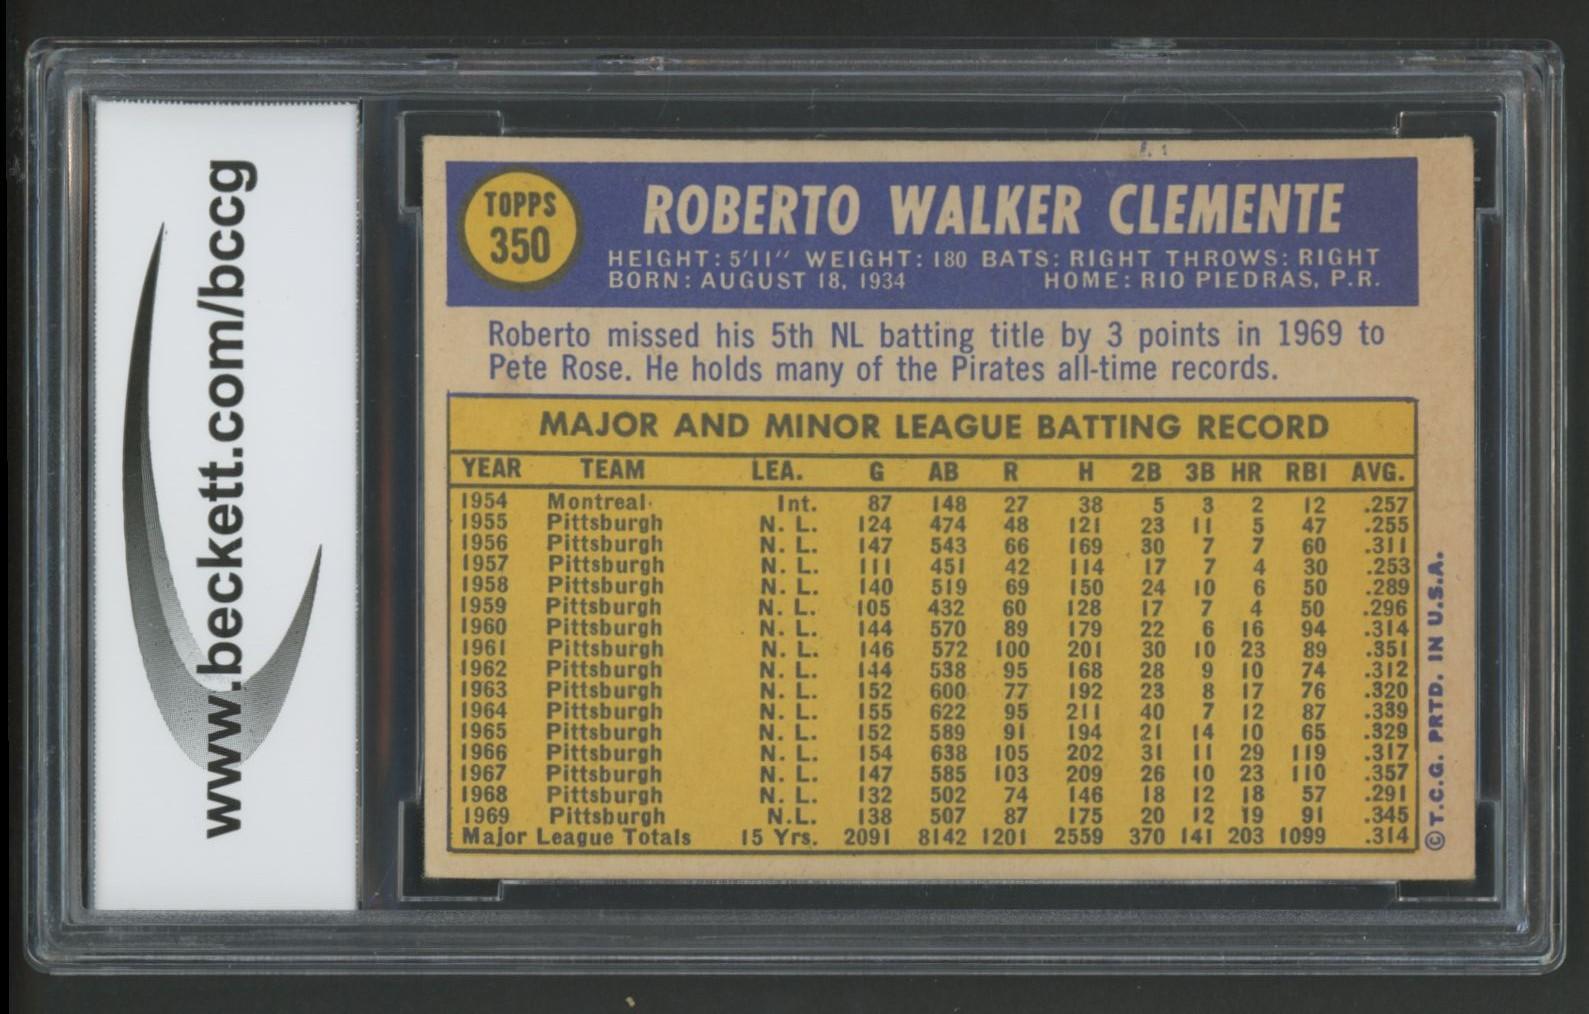 www.beckett.com/bccg
TOPPS
350
ROBERTO WALKER CLEMENTE
HEIGHT: 5'11" WEIGHT: 180 BATS: RIGHT THROWS: RIGHT
BORN: AUGUST 18, 1934 HOME: RIO PIEDRAS, P.R.
Roberto missed his 5th NL batting title by 3 points in 1969 to
Pete Rose. He holds many of the Pirates all-time records.
MAJOR AND MINOR LEAGUE BATTING RECORD
YEAR TEAM LEA. G AB R H 2B 3B HR RBI AVG.
1954 Montreal Int. 87 148 27 38 5 3 2 12 .257
1955 Pittsburgh N. L. 124 474 48 121 23 11 5 47 .255
1956 Pittsburgh N. L. 147 543 66 169 30 7 7 60 .311
1957 Pittsburgh N. L. 111 451 42 114 17 7 4 30 .253
1958 Pittsburgh N. L. 140 519 69 150 24 10 6 50 .289
1959 Pittsburgh N. L. 105 432 60 128 17 7 4 50 .296
1960 Pittsburgh N. L. 144 570 89 179 22 6 16 94 .314
1961 Pittsburgh N. L. 146 572 100 201 30 10 23 89 .351
1962 Pittsburgh N. L. 144 538 95 168 28 9 10 74 .312
1963 Pittsburgh N. L. 152 600 77 192 23 8 17 76 .320
1964 Pittsburgh N. L. 155 622 95 211 40 7 12 87 .339
1965 Pittsburgh N. L. 152 589 91 194 21 14 10 65 .329
1966 Pittsburgh N. L. 154 638 105 202 31 11 29 119 .317
1967 Pittsburgh N. L. 147 585 103 209 26 10 23 110 .357
1968 Pittsburgh N. L. 132 502 74 146 18 12 18 57 .291
1969 Pittsburgh N.L. 138 507 87 175 20 12 19 91 .345
Major League Totals 15 Yrs. 2091 8142 1201 2559 370 141 203 1099 .314
© T.C.G. PRTD. IN U.S.A.